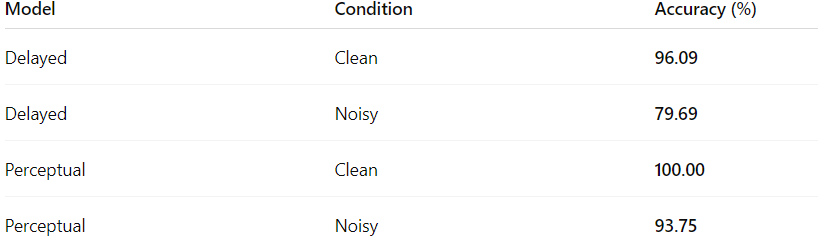 Model Condition Accuracy (%)
Delayed Clean 96.09
Delayed Noisy 79.69
Perceptual Clean 100.00
Perceptual Noisy 93.75